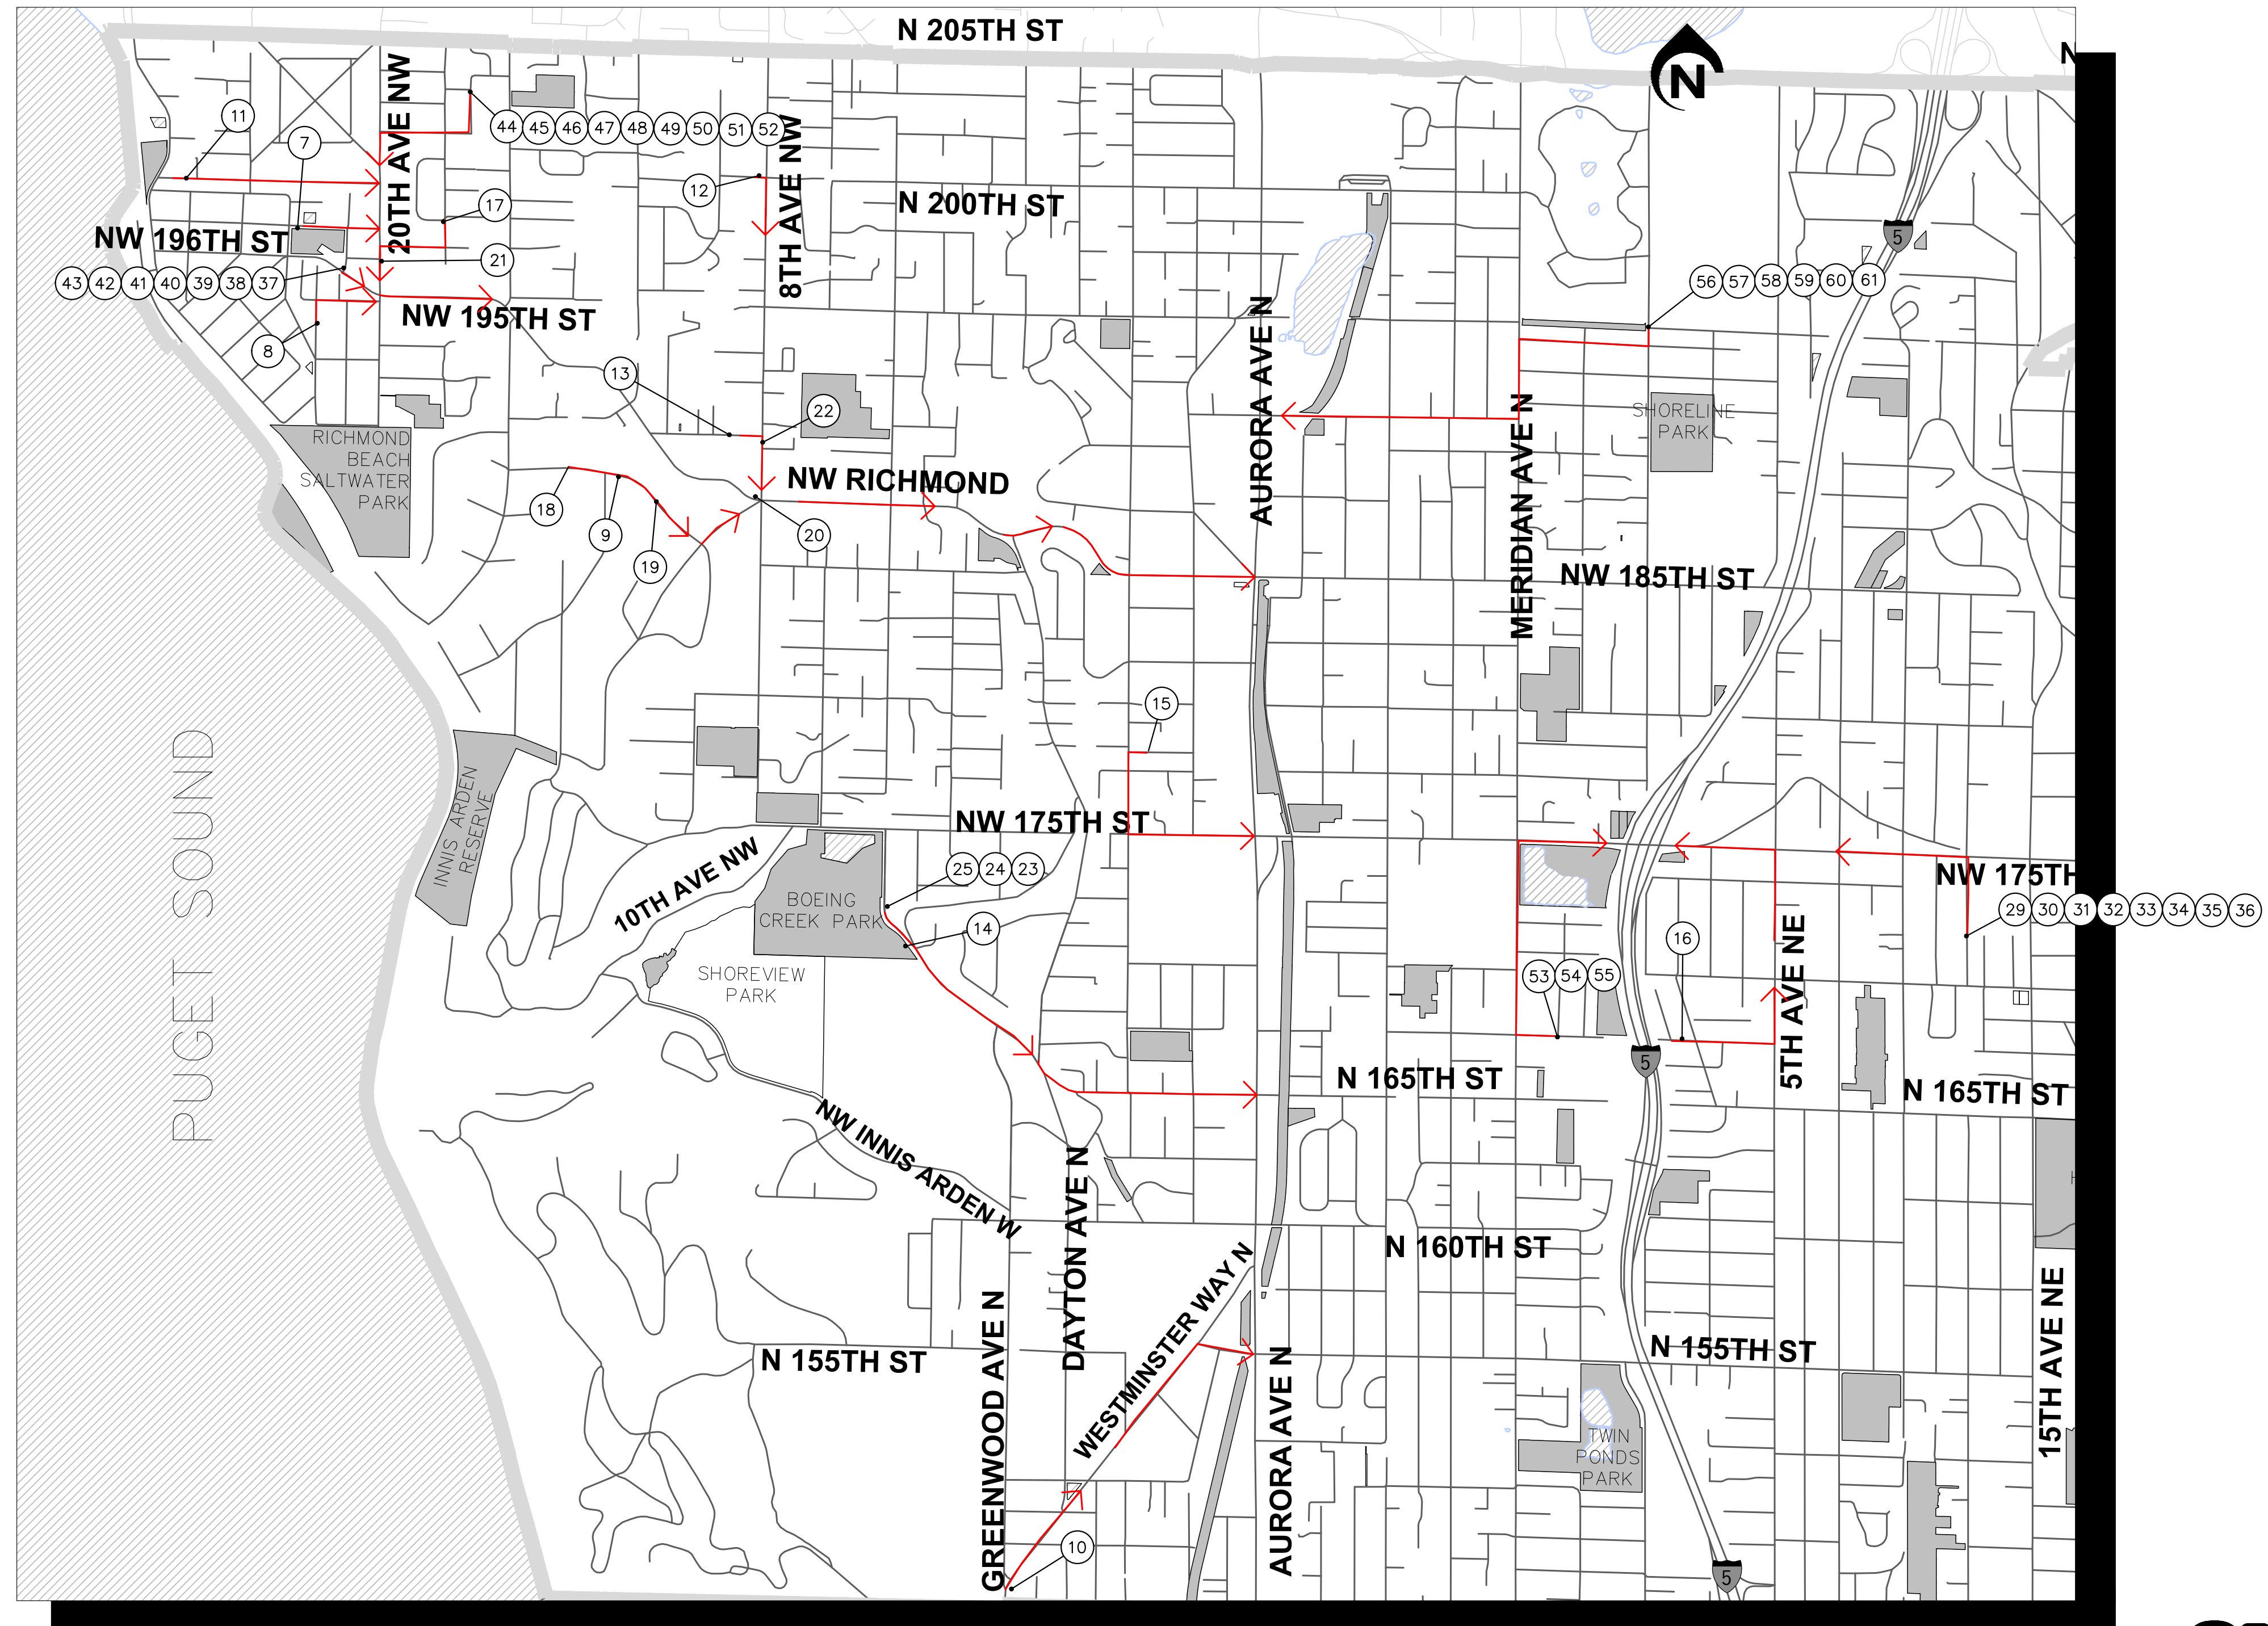 N 205TH ST
N
N
20TH AVE NW
11
7
44 45 46 47 48 49 50 51 52
8TH AVE NW
12
17
N 200TH ST
NW 196TH ST
21
5
43 42 41 40 39 38 37
56 57 58 59 60 61
NW 195TH ST
AURORA AVE N
8
13
22
MERIDIAN AVE N
SHORELINE
PARK
RICHMOND
BEACH
SALTWATER
PARK
NW RICHMOND
18
9
19
20
NW 185TH ST
15
PUGET SOUND
INNIS ARDEN
RESERVE
NW 175TH ST
10TH AVE NW
25 24 23
BOEING
CREEK PARK
14
NW 175TH
29 30 31 32 33 34 35 36
16
5TH AVE NE
SHOREVIEW
PARK
53 54 55
5
N 165TH ST
N 165TH ST
NW INNIS ARDEN W
DAYTON AVE N
N 160TH ST
WESTMINSTER WAY N
GREENWOOD AVE N
15TH AVE NE
N 155TH ST
N 155TH ST
AURORA AVE N
TWIN
PONDS
PARK
10
5